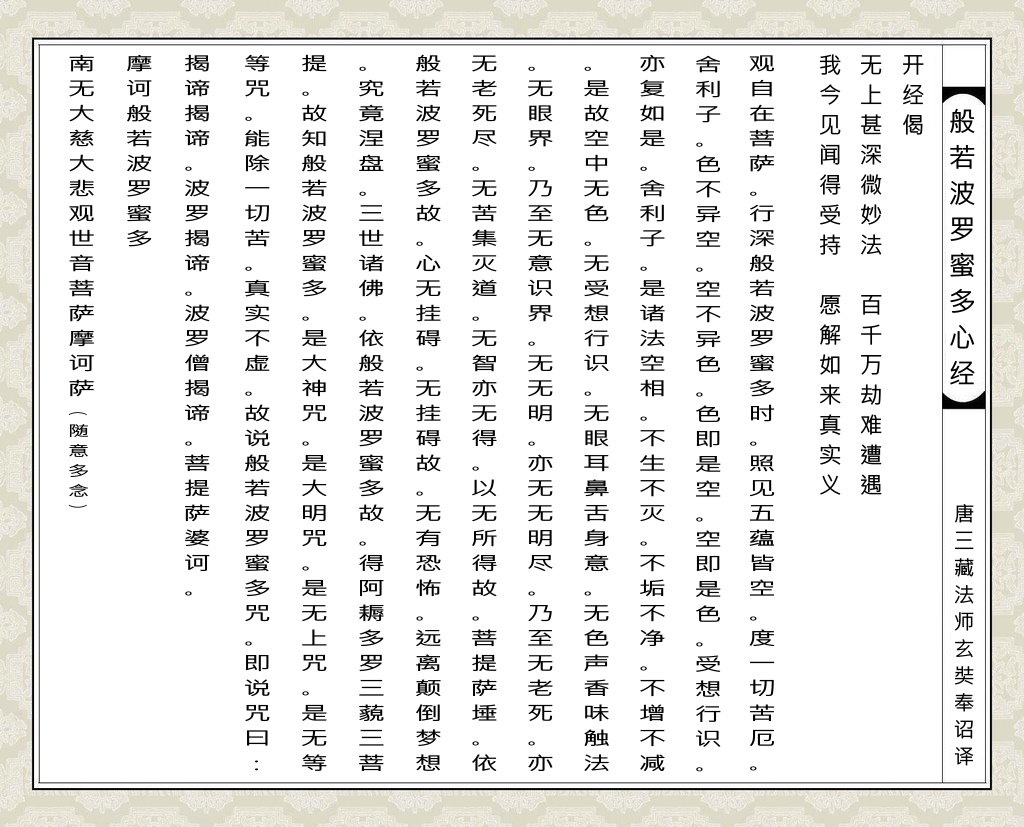 般若波罗蜜多心经
唐三藏法师玄奘奉诏译
开经偈
无上甚深微妙法　百千万劫难遭遇
我今见闻得受持　愿解如来真实义
观自在菩萨。行深般若波罗蜜多时。照见五蕴皆空。度一切苦厄。
舍利子。色不异空。空不异色。色即是空。空即是色。受想行识。
亦复如是。舍利子。是诸法空相。不生不灭。不垢不净。不增不减
。是故空中无色。无受想行识。无眼耳鼻舌身意。无色声香味触法
。无眼界。乃至无意识界。无无明。亦无无明尽。乃至无老死。亦
无老死尽。无苦集灭道。无智亦无得。以无所得故。菩提萨埵。依
般若波罗蜜多故。心无挂碍。无挂碍故。无有恐怖。远离颠倒梦想
。究竟涅盘。三世诸佛。依般若波罗蜜多故。得阿耨多罗三藐三菩
提。故知般若波罗蜜多。是大神咒。是大明咒。是无上咒。是无等
等咒。能除一切苦。真实不虚。故说般若波罗蜜多咒。即说咒曰：
揭谛揭谛。波罗揭谛。波罗僧揭谛。菩提萨婆诃。
摩诃般若波罗蜜多
南无大慈大悲观世音菩萨摩诃萨（随意多念）